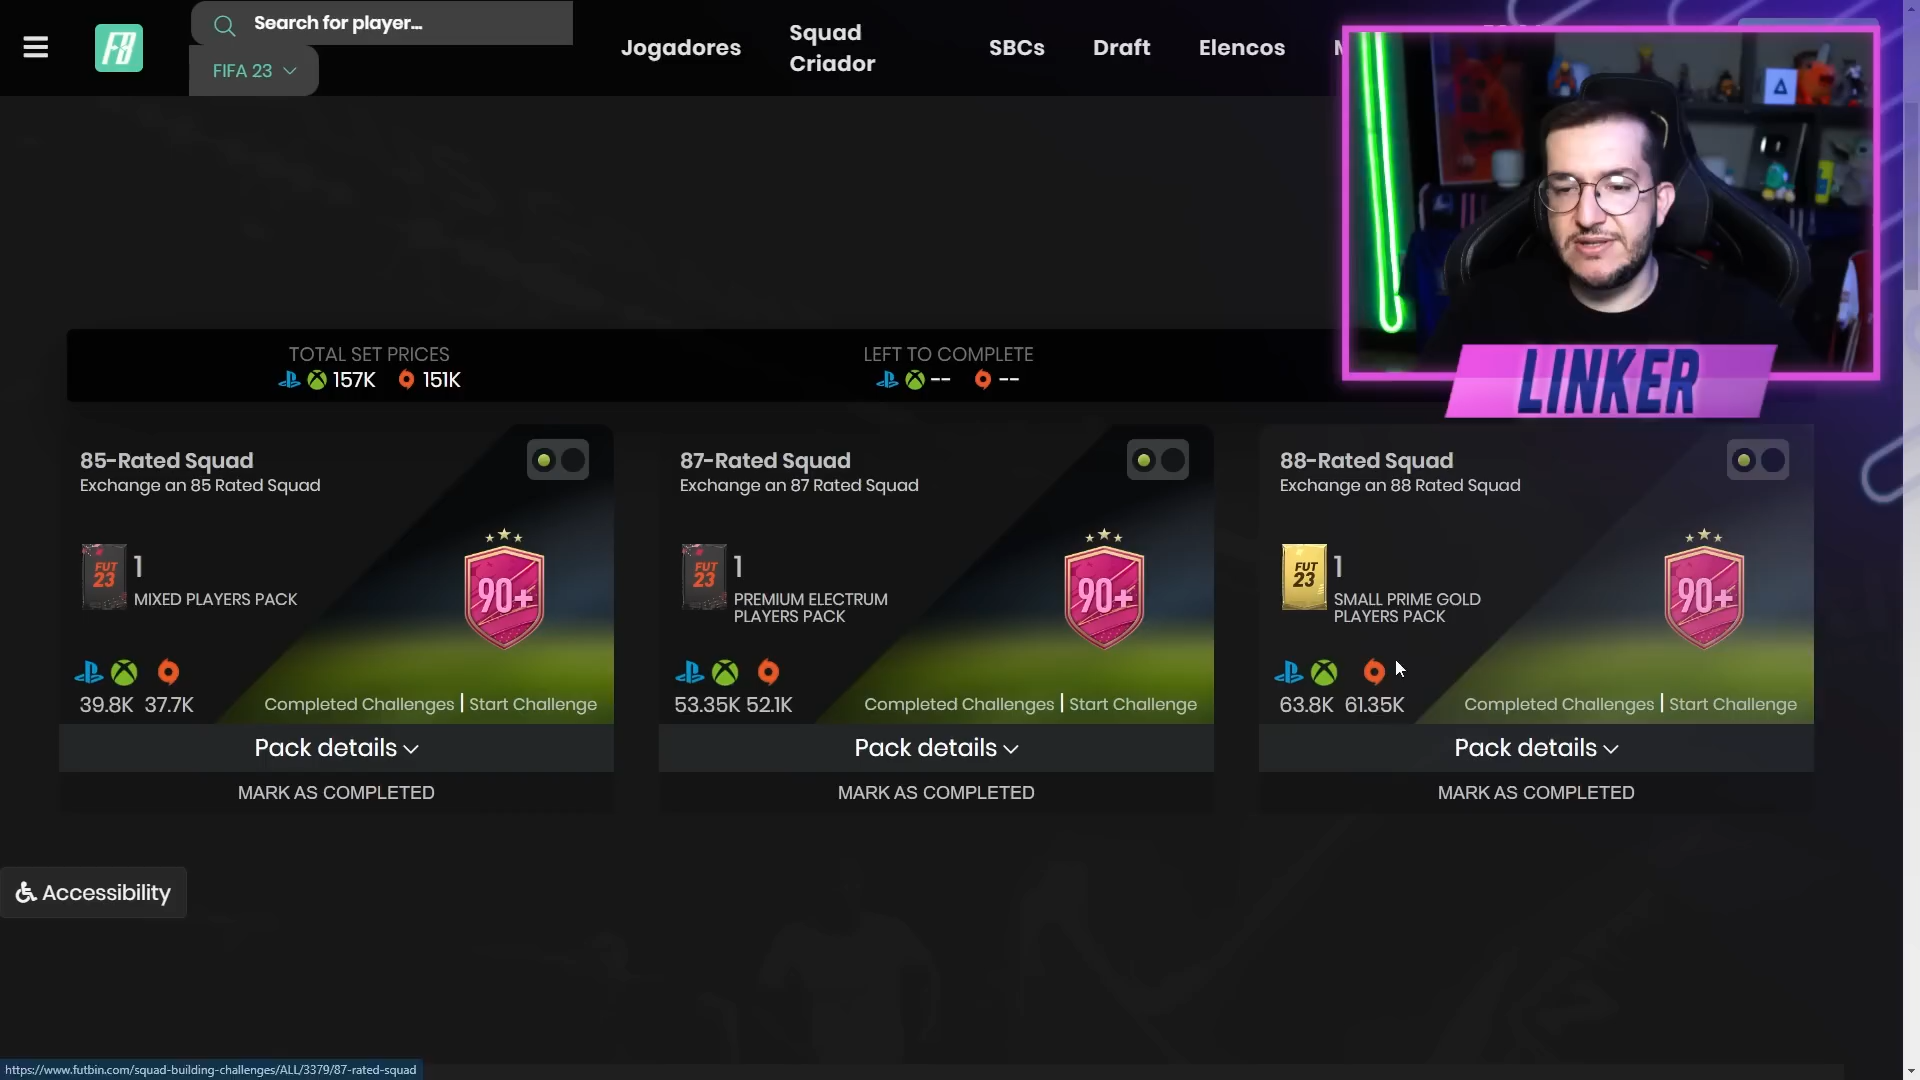 Search for player...
FIFA 23
Jogadores
Squad
Criador
SBCs
Draft
Elencos
LINKER
TOTAL SET PRICES
157K 151K
LEFT TO COMPLETE
-- --
85-Rated Squad
Exchange an 85 Rated Squad
FUT
23
1
MIXED PLAYERS PACK
90+
39.8K 37.7K
Completed Challenges | Start Challenge
Pack details
MARK AS COMPLETED
87-Rated Squad
Exchange an 87 Rated Squad
FUT
23
1
PREMIUM ELECTRUM
PLAYERS PACK
90+
53.35K 52.1K
Completed Challenges | Start Challenge
Pack details
MARK AS COMPLETED
88-Rated Squad
Exchange an 88 Rated Squad
FUT
23
1
SMALL PRIME GOLD
PLAYERS PACK
90+
63.8K 61.35K
Completed Challenges | Start Challenge
Pack details
MARK AS COMPLETED
Accessibility
https://www.futbin.com/squad-building-challenges/ALL/3379/87-rated-squad